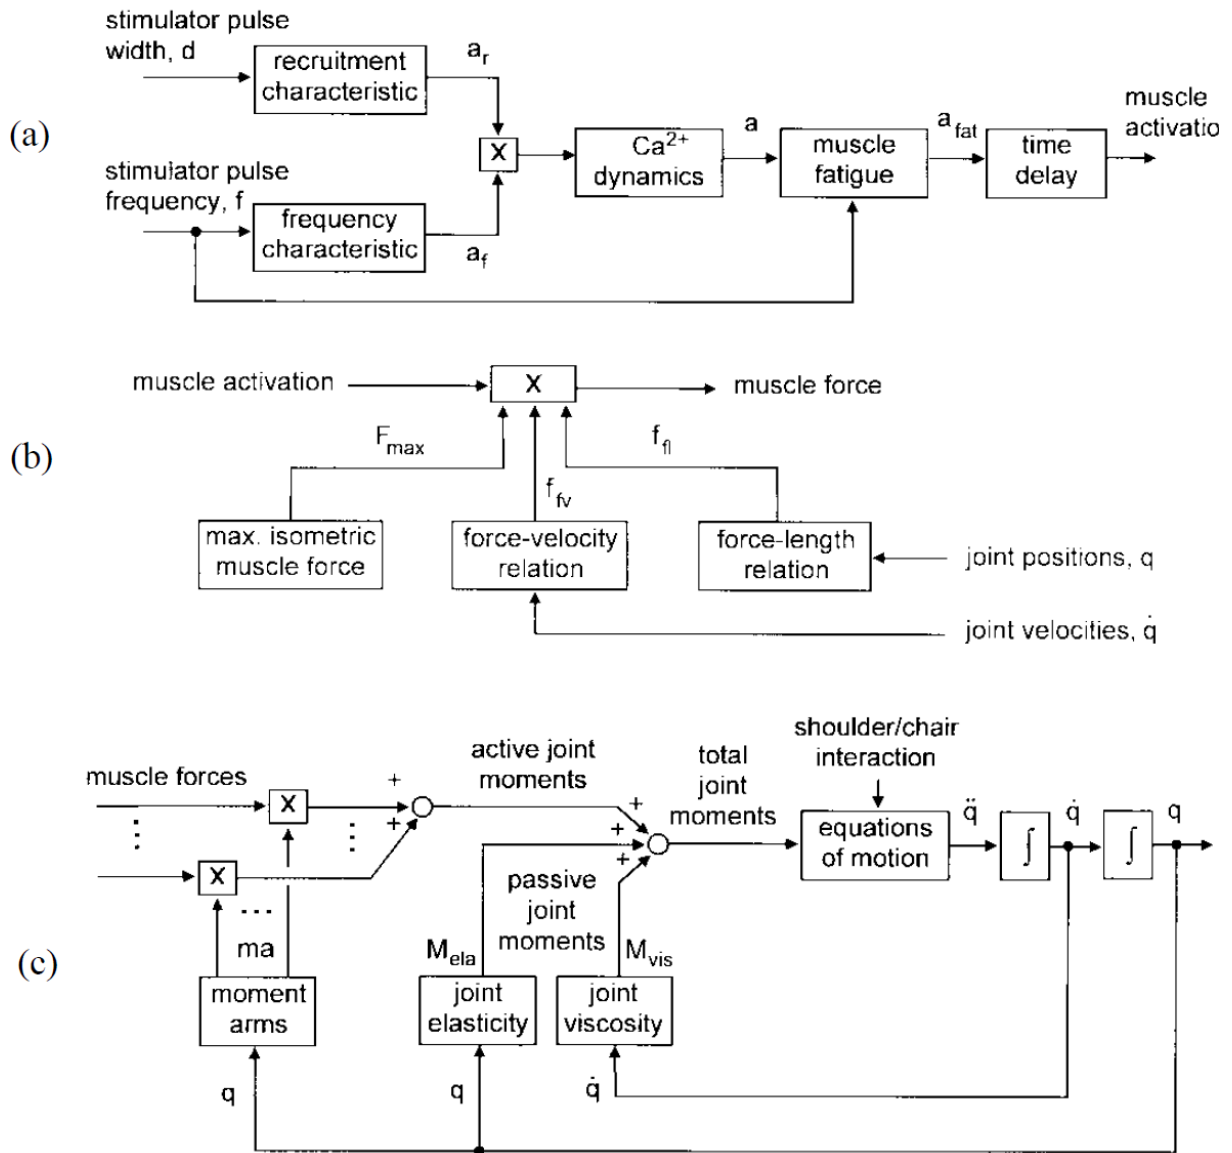 stimulator pulse
width, d
recruitment
characteristic
a_r
(a)
stimulator pulse
frequency, f
frequency
characteristic
a_f
X
Ca²⁺
dynamics
a
muscle
fatigue
a_fat
time
delay
muscle
activatio
(b)
muscle activation
X
muscle force
F_max
f_fv
f_fl
max. isometric
muscle force
force-velocity
relation
force-length
relation
joint positions, q
joint velocities, q̇
(c)
muscle forces
X
X
ma
moment
arms
q
+
+
active joint
moments
+
+
+
passive
joint
moments
M_ela
M_vis
joint
elasticity
joint
viscosity
q
q̇
total
joint
moments
shoulder/chair
interaction
equations
of motion
q̈
∫
q̇
∫
q